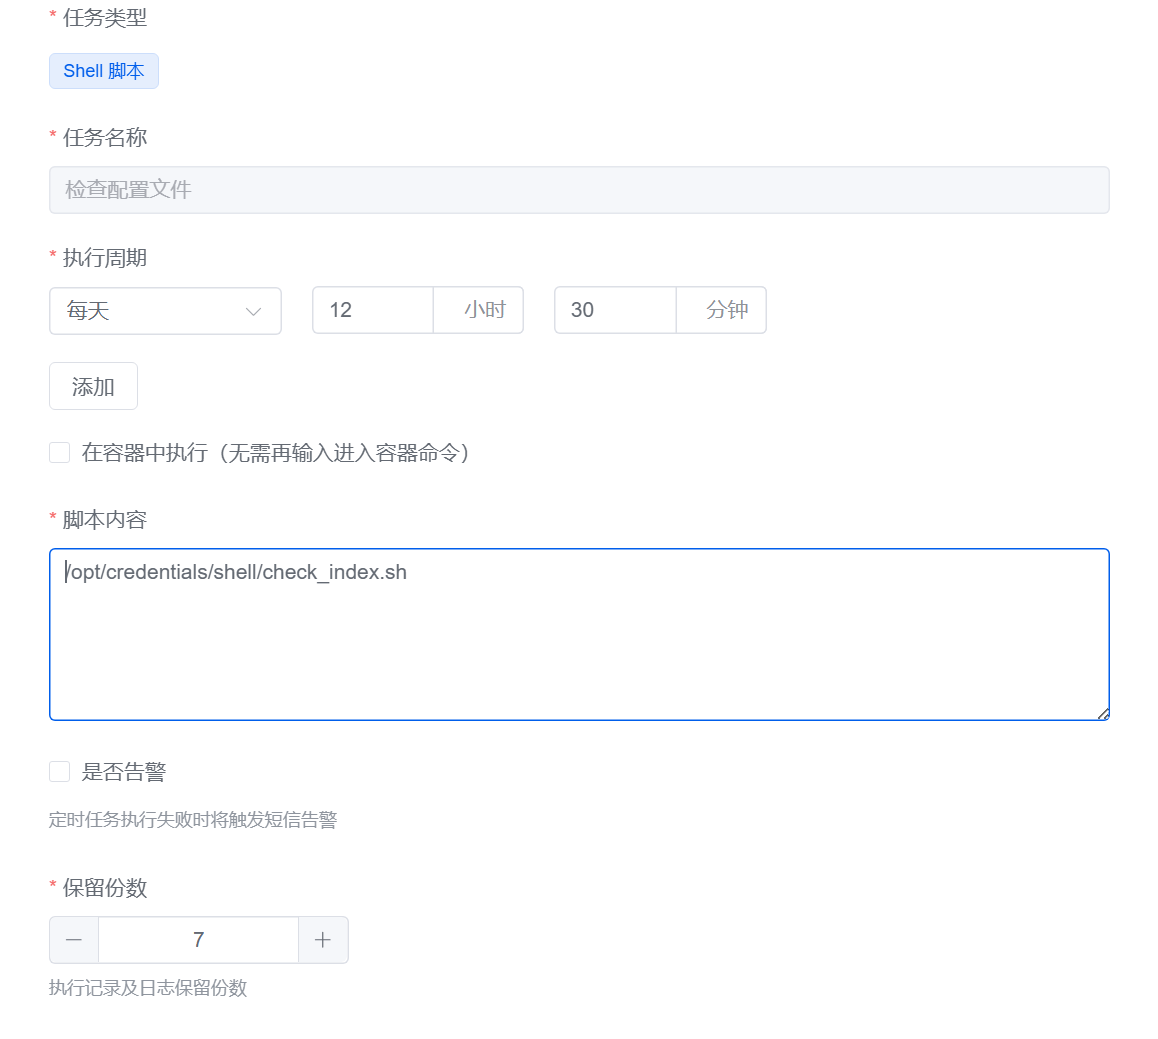 * 任务类型
Shell 脚本
* 任务名称
检查配置文件
* 执行周期
每天 12 小时 30 分钟
添加
在容器中执行（无需再输入进入容器命令）
* 脚本内容
/opt/credentials/shell/check_index.sh
是否告警
定时任务执行失败时将触发短信告警
* 保留份数
7
执行记录及日志保留份数